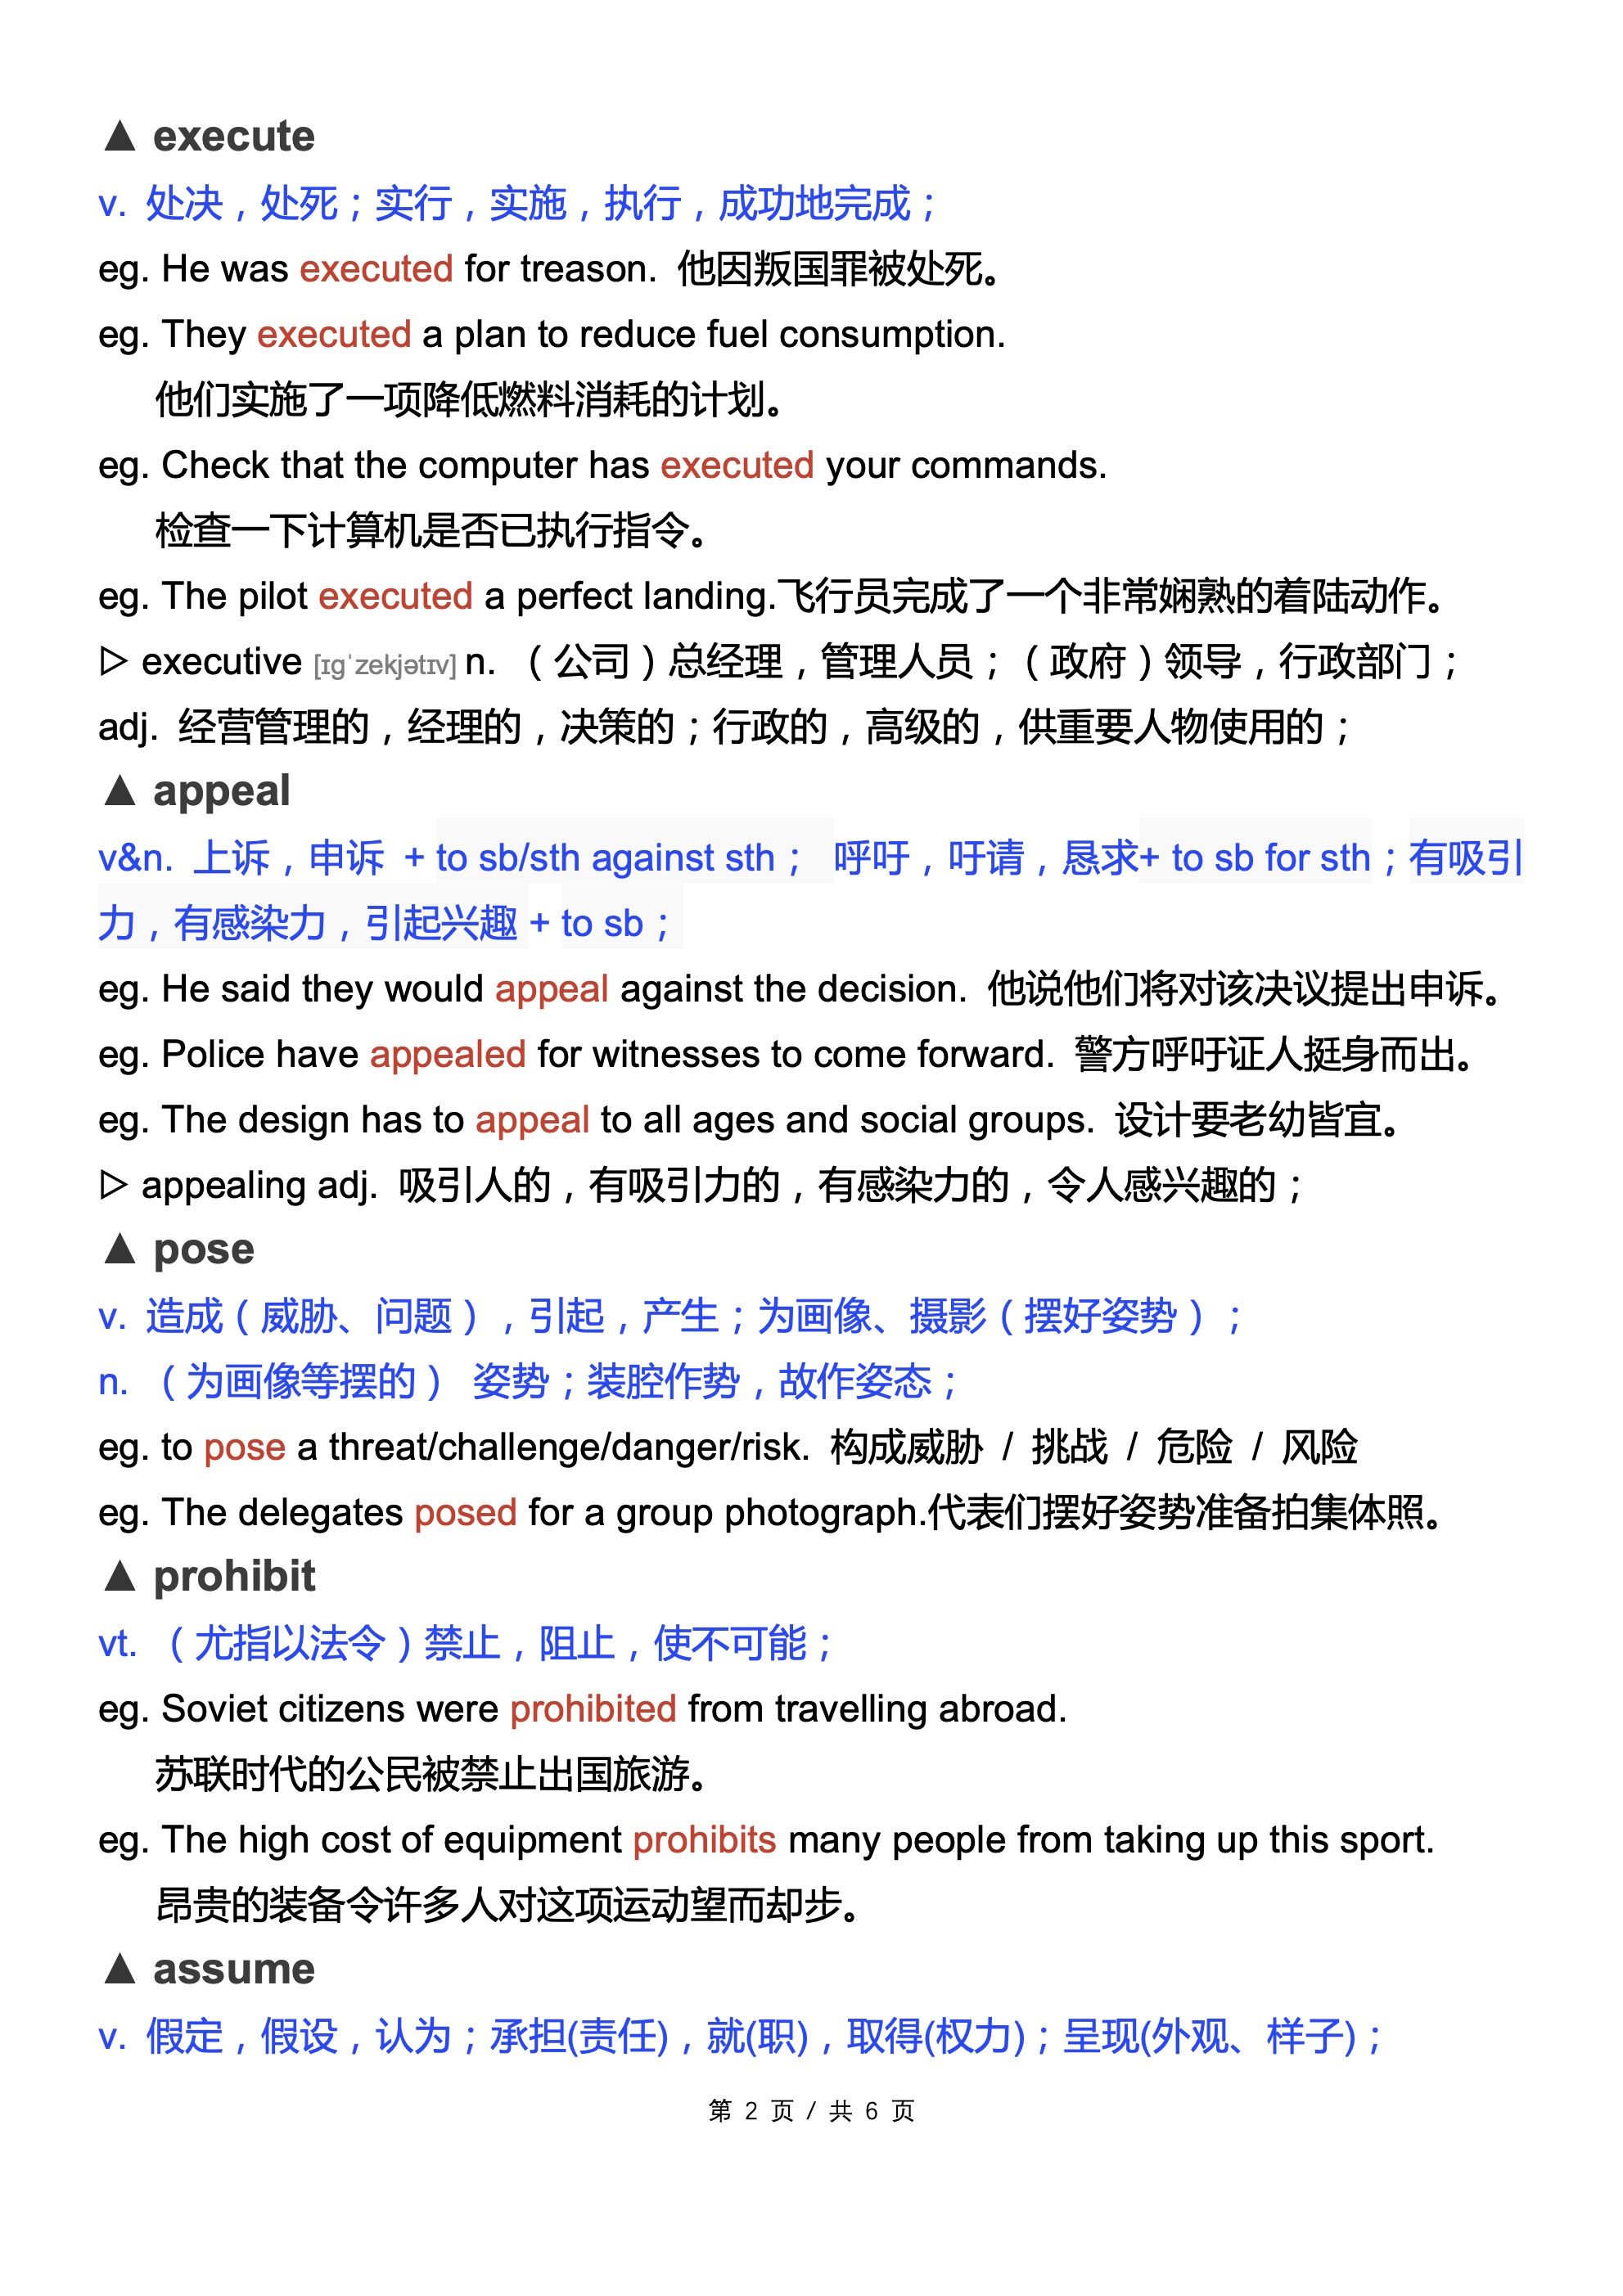 ▲ execute
v. 处决，处死；实行，实施，执行，成功地完成；
eg. He was executed for treason. 他因叛国罪被处死。
eg. They executed a plan to reduce fuel consumption.
他们实施了一项降低燃料消耗的计划。
eg. Check that the computer has executed your commands.
检查一下计算机是否已执行指令。
eg. The pilot executed a perfect landing.飞行员完成了一个非常娴熟的着陆动作。
▷ executive [ɪɡˈzekjətɪv] n. （公司）总经理，管理人员；（政府）领导，行政部门；
adj. 经营管理的，经理的，决策的；行政的，高级的，供重要人物使用的；
▲ appeal
v&n. 上诉，申诉 + to sb/sth against sth； 呼吁，吁请，恳求+ to sb for sth；有吸引
力，有感染力，引起兴趣 + to sb；
eg. He said they would appeal against the decision. 他说他们将对该决议提出申诉。
eg. Police have appealed for witnesses to come forward. 警方呼吁证人挺身而出。
eg. The design has to appeal to all ages and social groups. 设计要老幼皆宜。
▷ appealing adj. 吸引人的，有吸引力的，有感染力的，令人感兴趣的；
▲ pose
v. 造成（威胁、问题），引起，产生；为画像、摄影（摆好姿势）；
n. （为画像等摆的） 姿势；装腔作势，故作姿态；
eg. to pose a threat/challenge/danger/risk. 构成威胁 / 挑战 / 危险 / 风险
eg. The delegates posed for a group photograph.代表们摆好姿势准备拍集体照。
▲ prohibit
vt. （尤指以法令）禁止，阻止，使不可能；
eg. Soviet citizens were prohibited from travelling abroad.
苏联时代的公民被禁止出国旅游。
eg. The high cost of equipment prohibits many people from taking up this sport.
昂贵的装备令许多人对这项运动望而却步。
▲ assume
v. 假定，假设，认为；承担(责任)，就(职)，取得(权力)；呈现(外观、样子)；
第 2 页 / 共 6 页